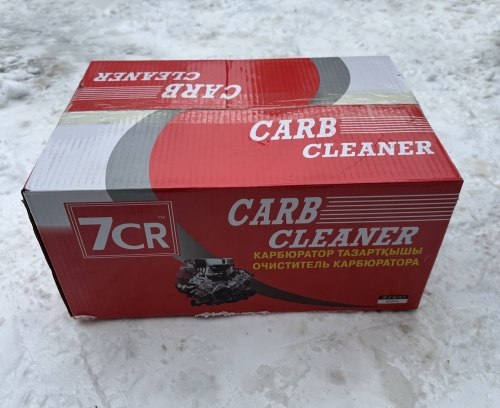 CARB
CLEANER
CARB
CLEANER
7CR
CARB
CLEANER
КАРБЮРАТОР ТАЗАРТҚЫШЫ
ОЧИСТИТЕЛЬ КАРБЮРАТОРА